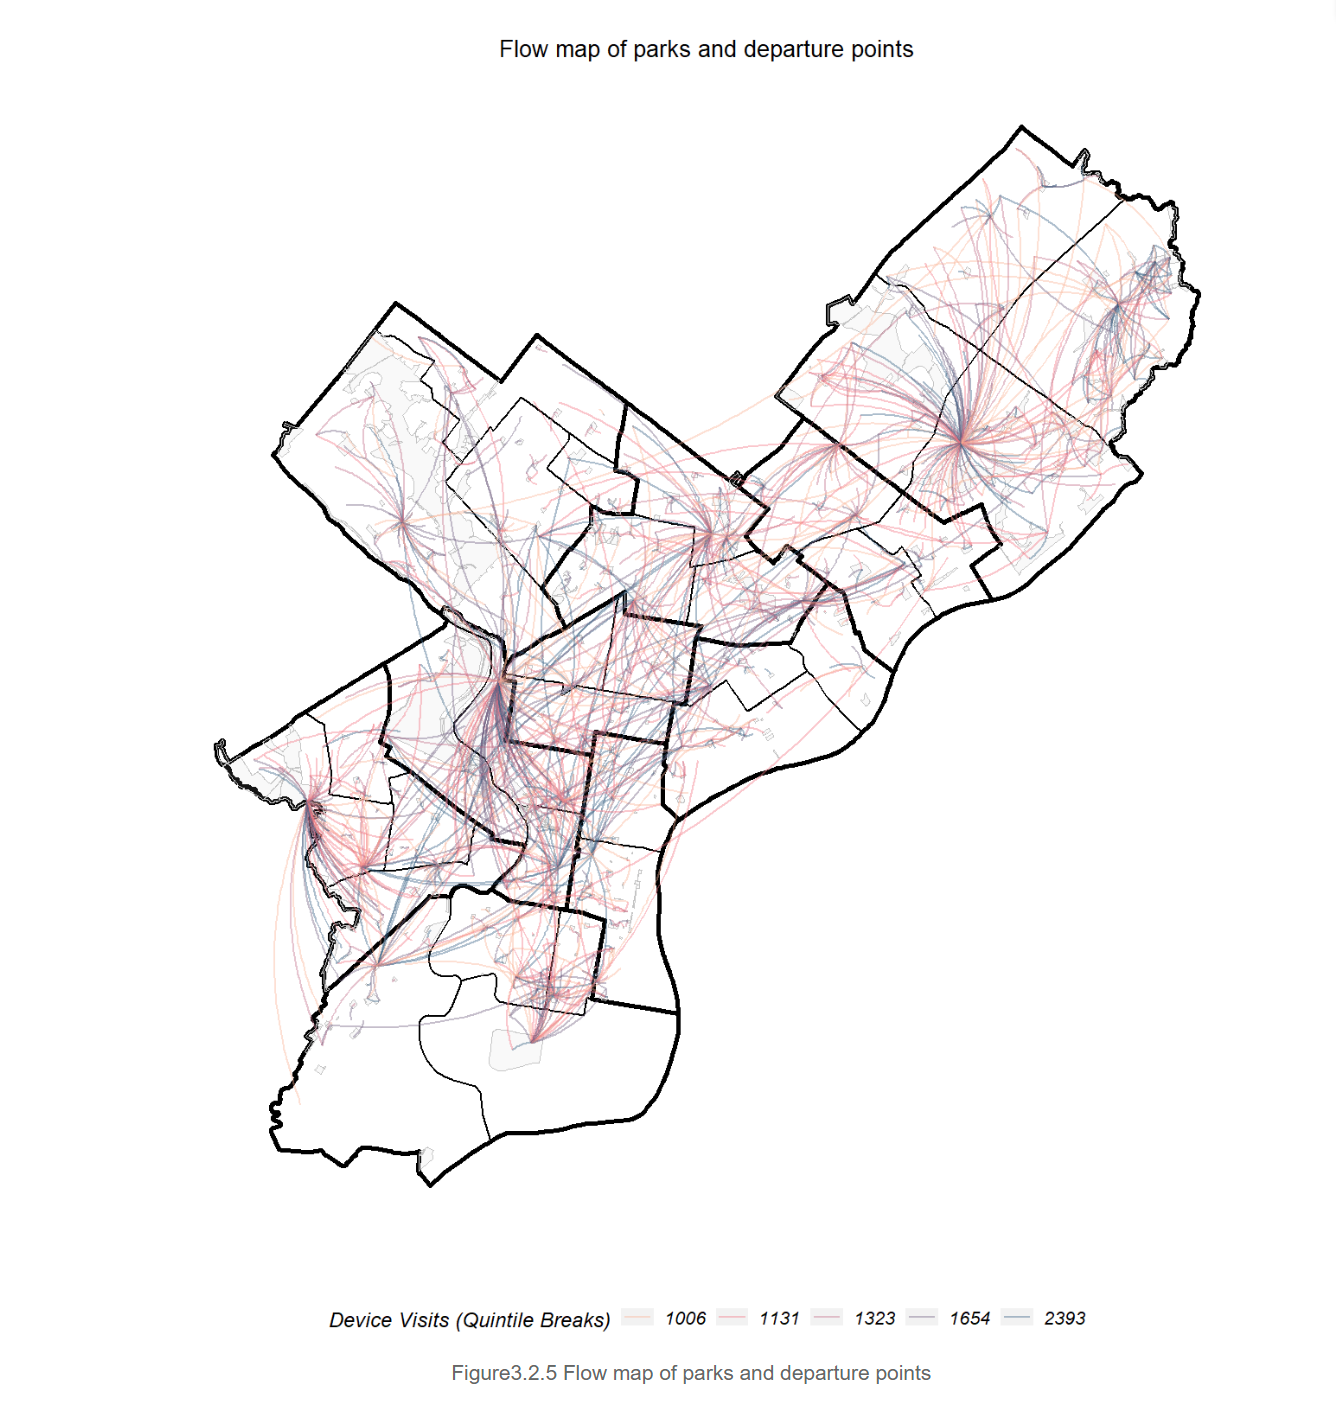 Flow map of parks and departure points
Device Visits (Quintile Breaks) 1006 1131 1323 1654 2393
Figure3.2.5 Flow map of parks and departure points